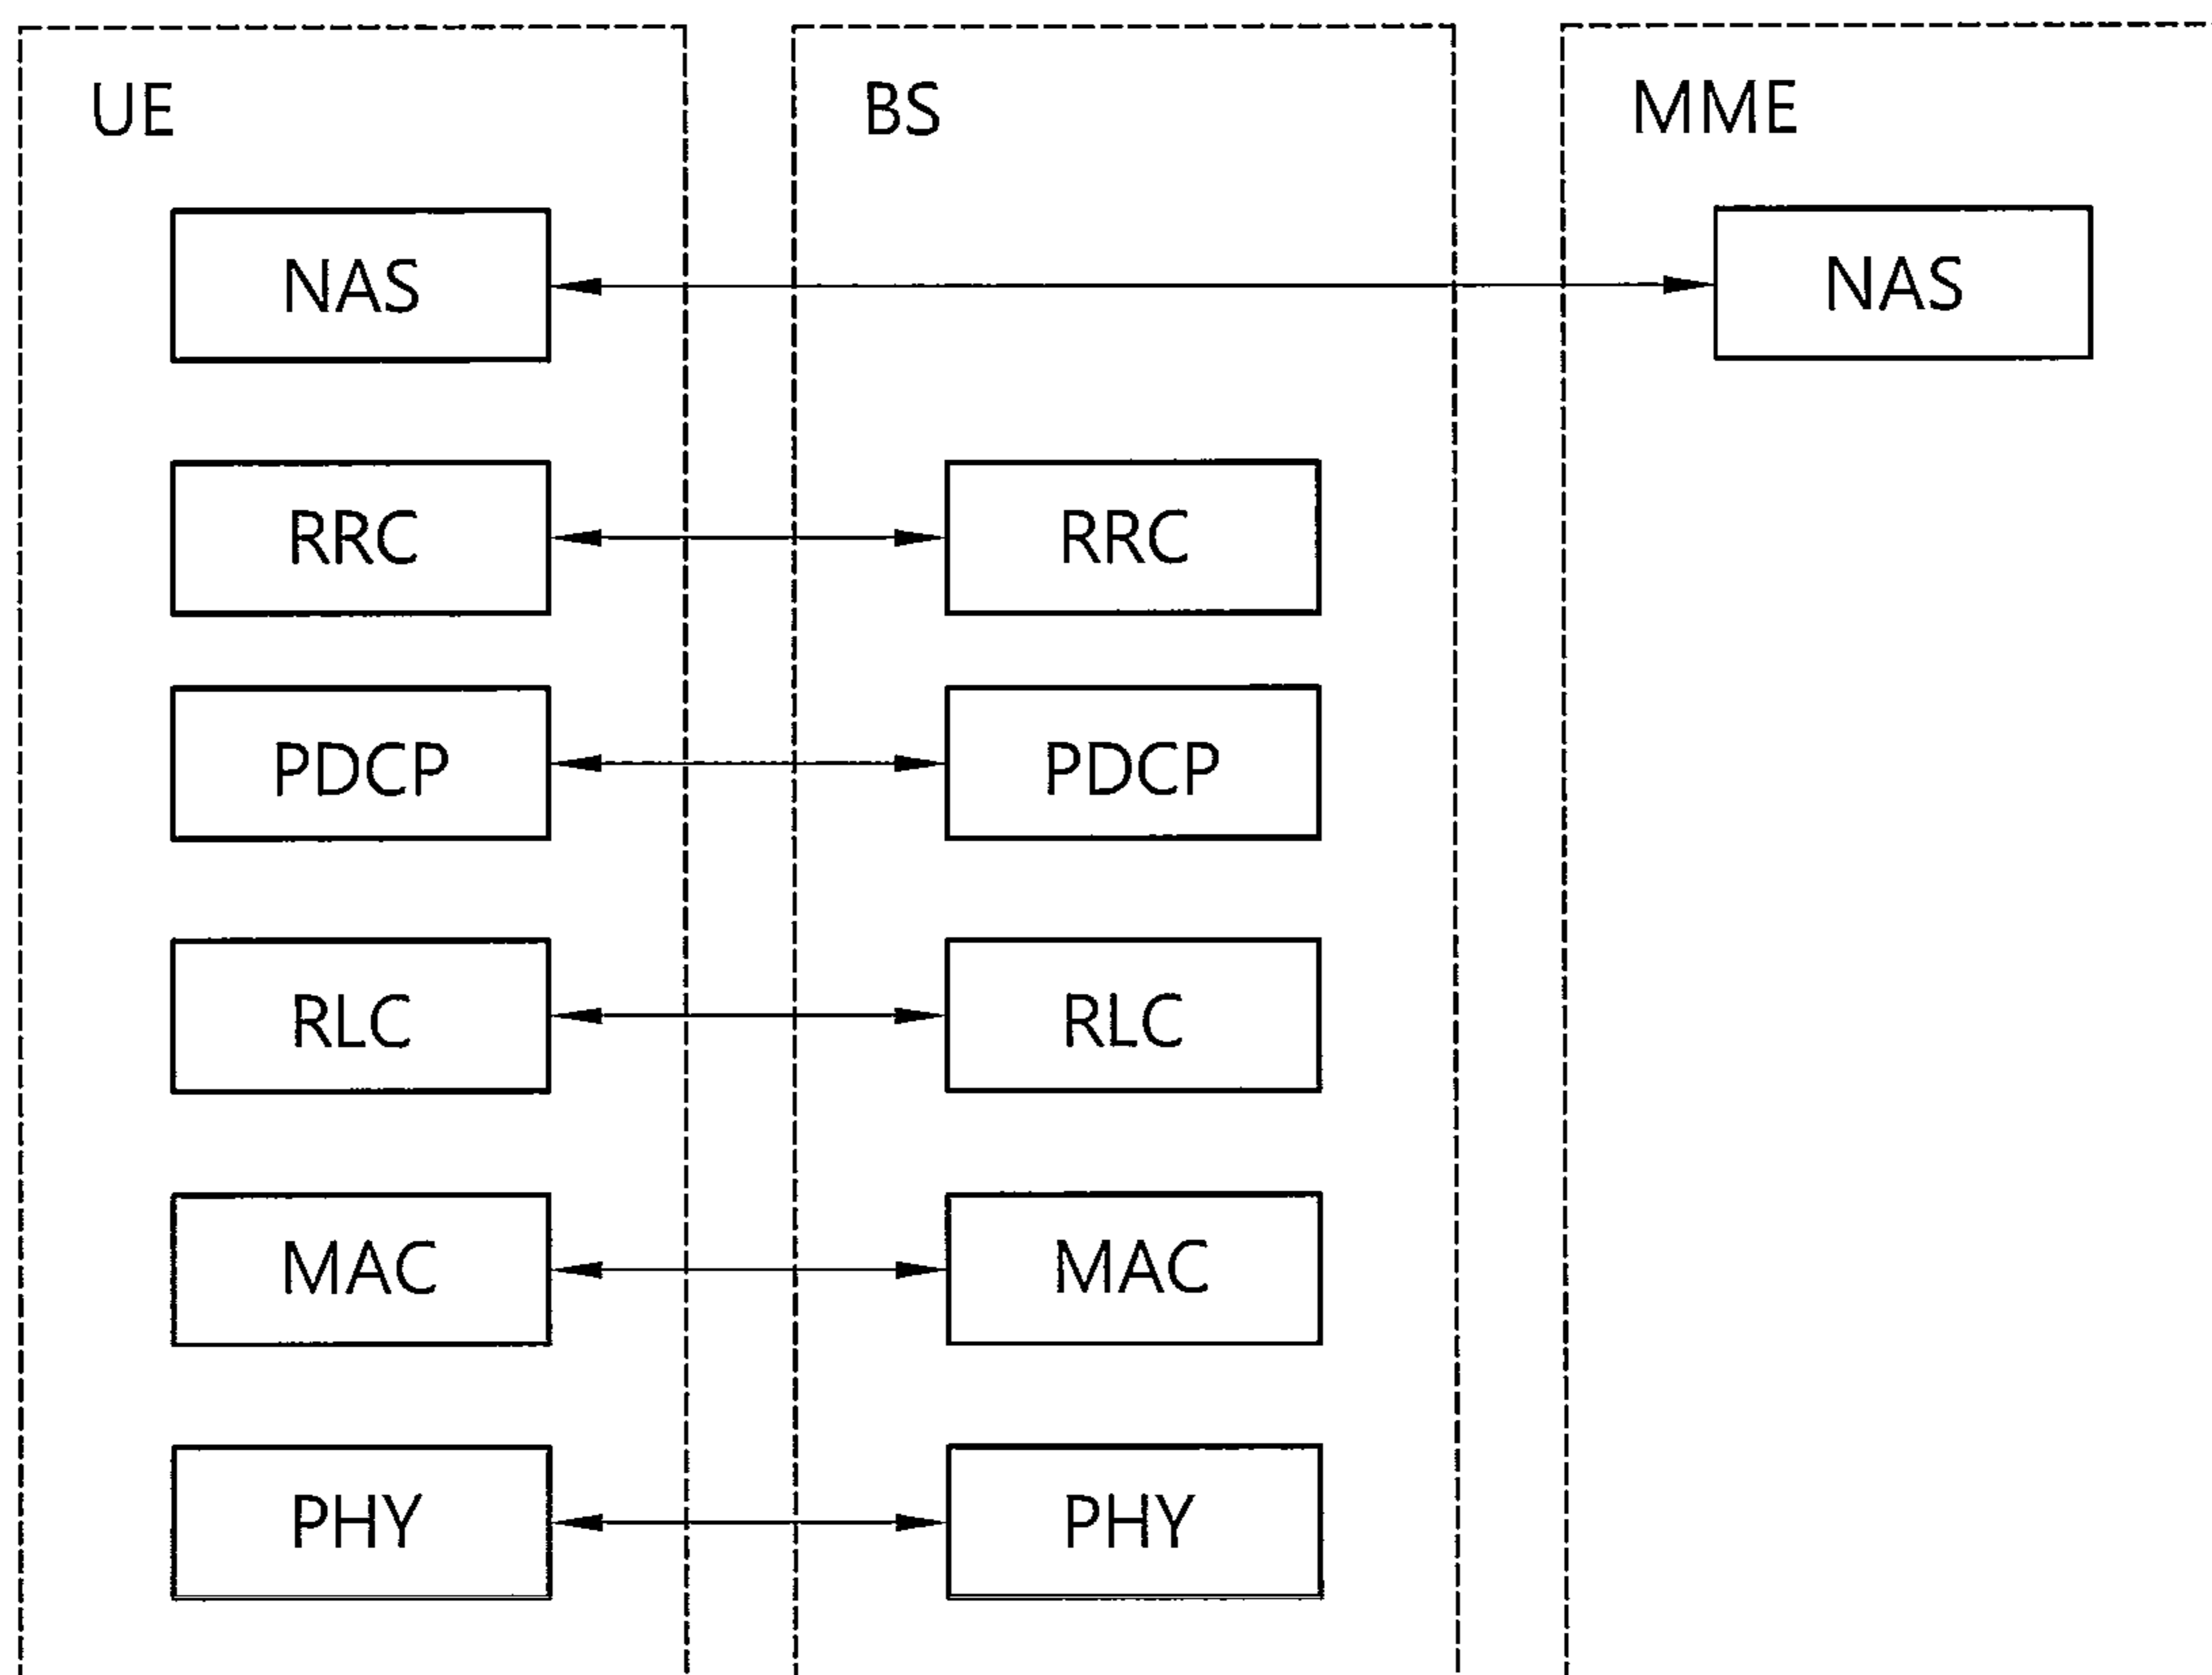 UE BS MME
NAS NAS
RRC RRC
PDCP PDCP
RLC RLC
MAC MAC
PHY PHY